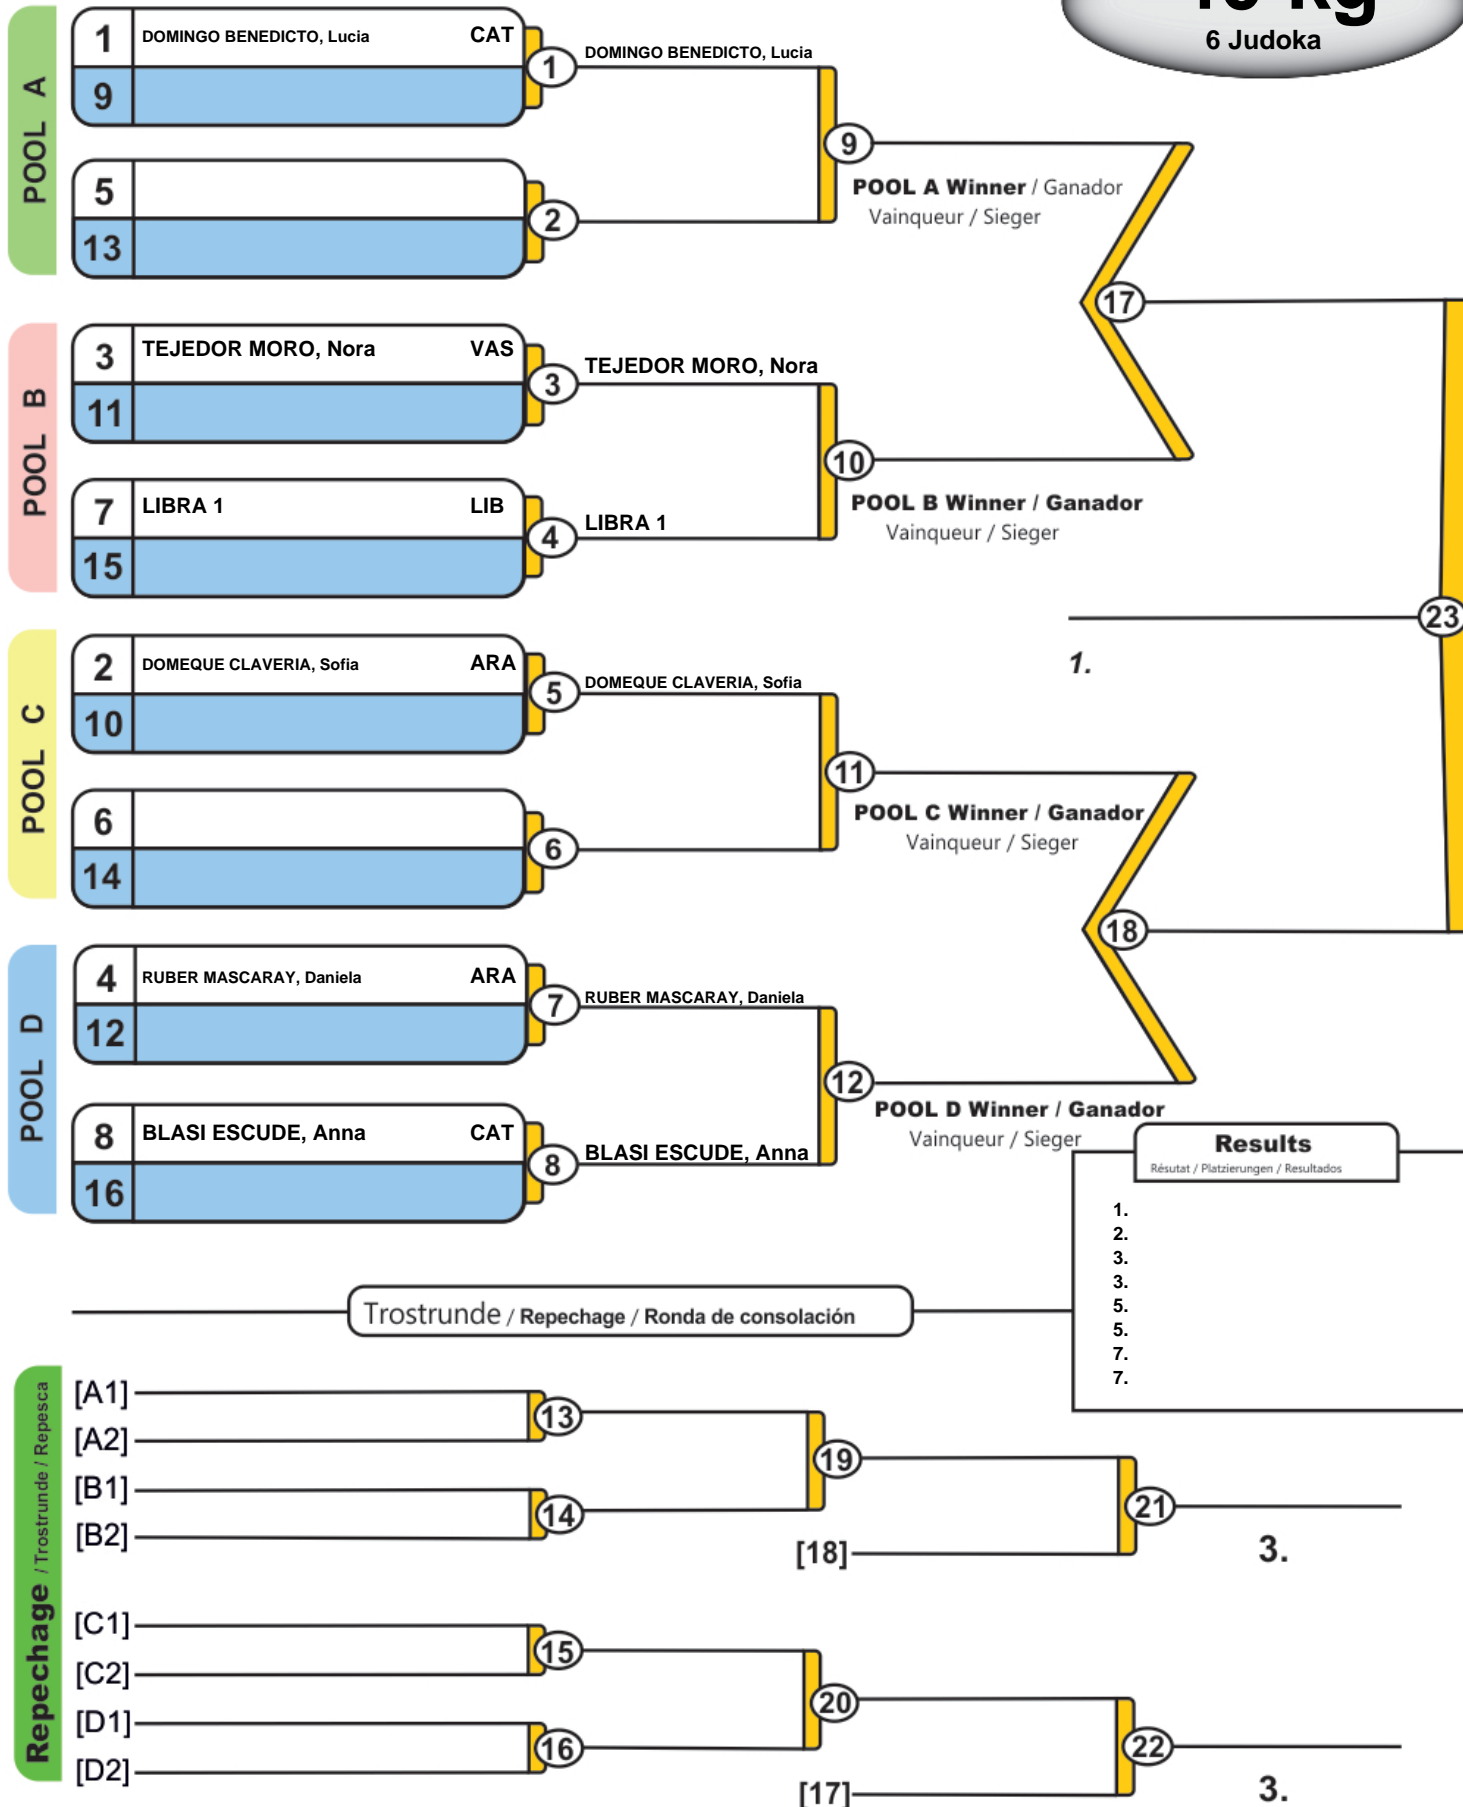 kg
6 Judoka
POOL A
1 DOMINGO BENEDICTO, Lucia CAT
9
1
DOMINGO BENEDICTO, Lucia
5
13
2
9
POOL A Winner / Ganador
Vainqueur / Sieger
17
POOL B
3 TEJEDOR MORO, Nora VAS
11
3
TEJEDOR MORO, Nora
7 LIBRA 1 LIB
15
4
LIBRA 1
10
POOL B Winner / Ganador
Vainqueur / Sieger
23
1.
POOL C
2 DOMEQUE CLAVERIA, Sofia ARA
10
5
DOMEQUE CLAVERIA, Sofia
6
14
6
11
POOL C Winner / Ganador
Vainqueur / Sieger
18
POOL D
4 RUBER MASCARAY, Daniela ARA
12
7
RUBER MASCARAY, Daniela
8 BLASI ESCUDE, Anna CAT
16
8
BLASI ESCUDE, Anna
12
POOL D Winner / Ganador
Vainqueur / Sieger
Results
Résutat / Platzierungen / Resultados
1.
2.
3.
3.
5.
5.
7.
7.
Trostrunde / Repechage / Ronda de consolación
Repechage / Trostrunde / Repesca
[A1]
[A2]
13
[B1]
[B2]
14
19
[18]
21
3.
[C1]
[C2]
15
[D1]
[D2]
16
20
[17]
22
3.